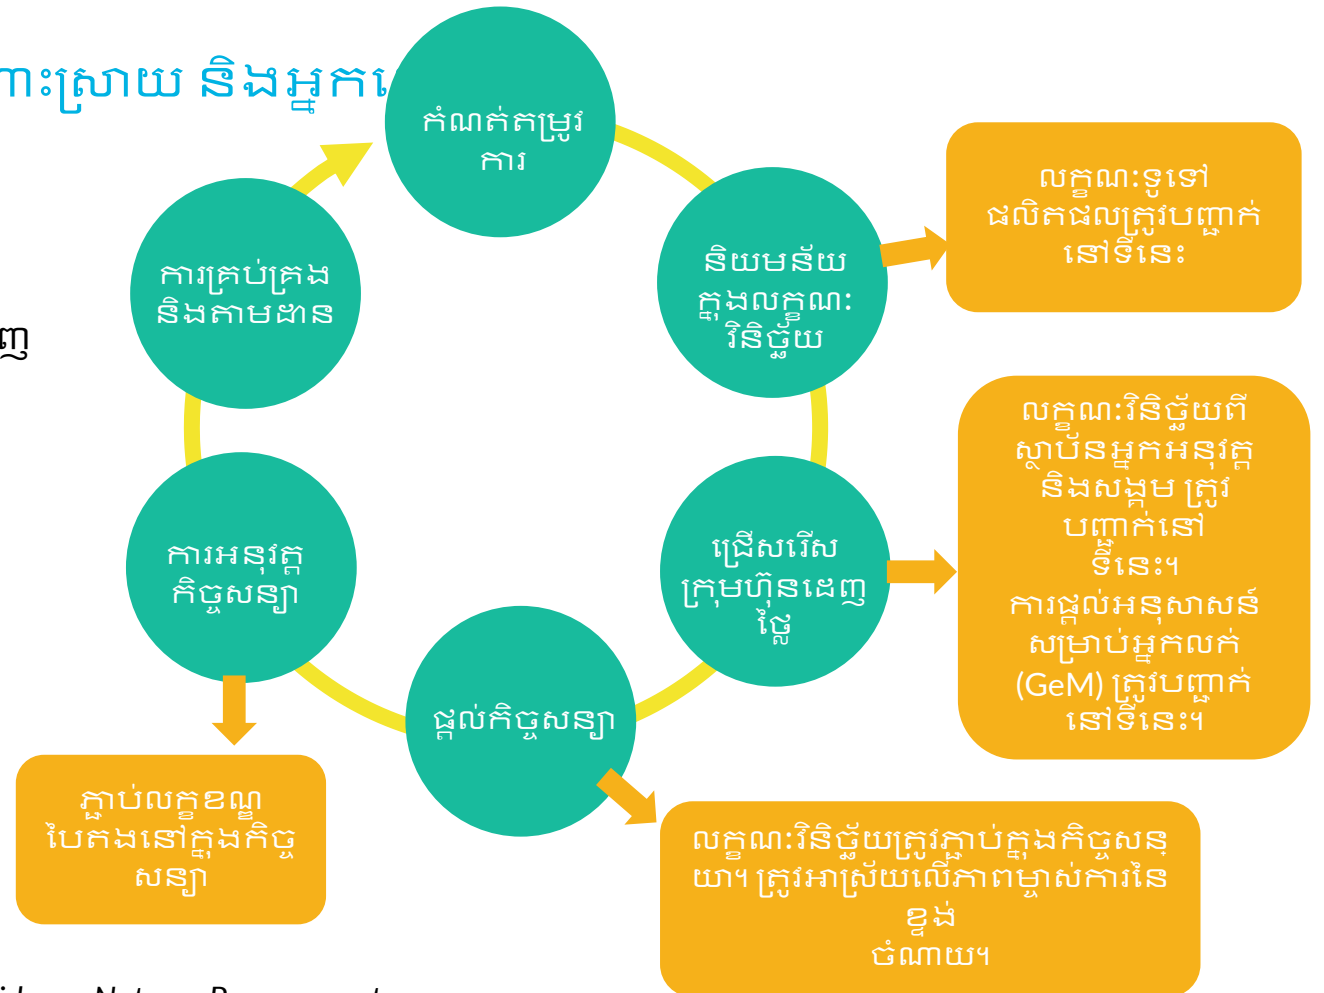 ះស្រាយ និងអ្នក
កំណត់តម្រូវ
ការ
និយមន័យ
ក្នុងលក្ខណៈ
វិនិច្ឆ័យ
លក្ខណៈទូទៅ
ផលិតផលត្រូវបញ្ជាក់
នៅទីនេះ
ជ្រើសរើស
ក្រុមហ៊ុនដេញ
ថ្លៃ
លក្ខណៈវិនិច្ឆ័យពី
ស្ថាប័នអ្នកអនុវត្ត
និងសង្គម ត្រូវ
បញ្ជាក់នៅ
ទីនេះ។
ការផ្តល់អនុសាសន៍
សម្រាប់អ្នកលក់
(GeM) ត្រូវបញ្ជាក់
នៅទីនេះ។
ផ្តល់កិច្ចសន្យា
លក្ខណៈវិនិច្ឆ័យត្រូវភ្ជាប់ក្នុងកិច្ចសន្
យា។ ត្រូវអាស្រ័យលើភាពម្ចាស់ការនៃ
ខ្ទង់
ចំណាយ។
ការអនុវត្ត
កិច្ចសន្យា
ភ្ជាប់លក្ខខណ្ឌ
បៃតងនៅក្នុងកិច្ច
សន្យា
ការគ្រប់គ្រង
និងតាមដាន